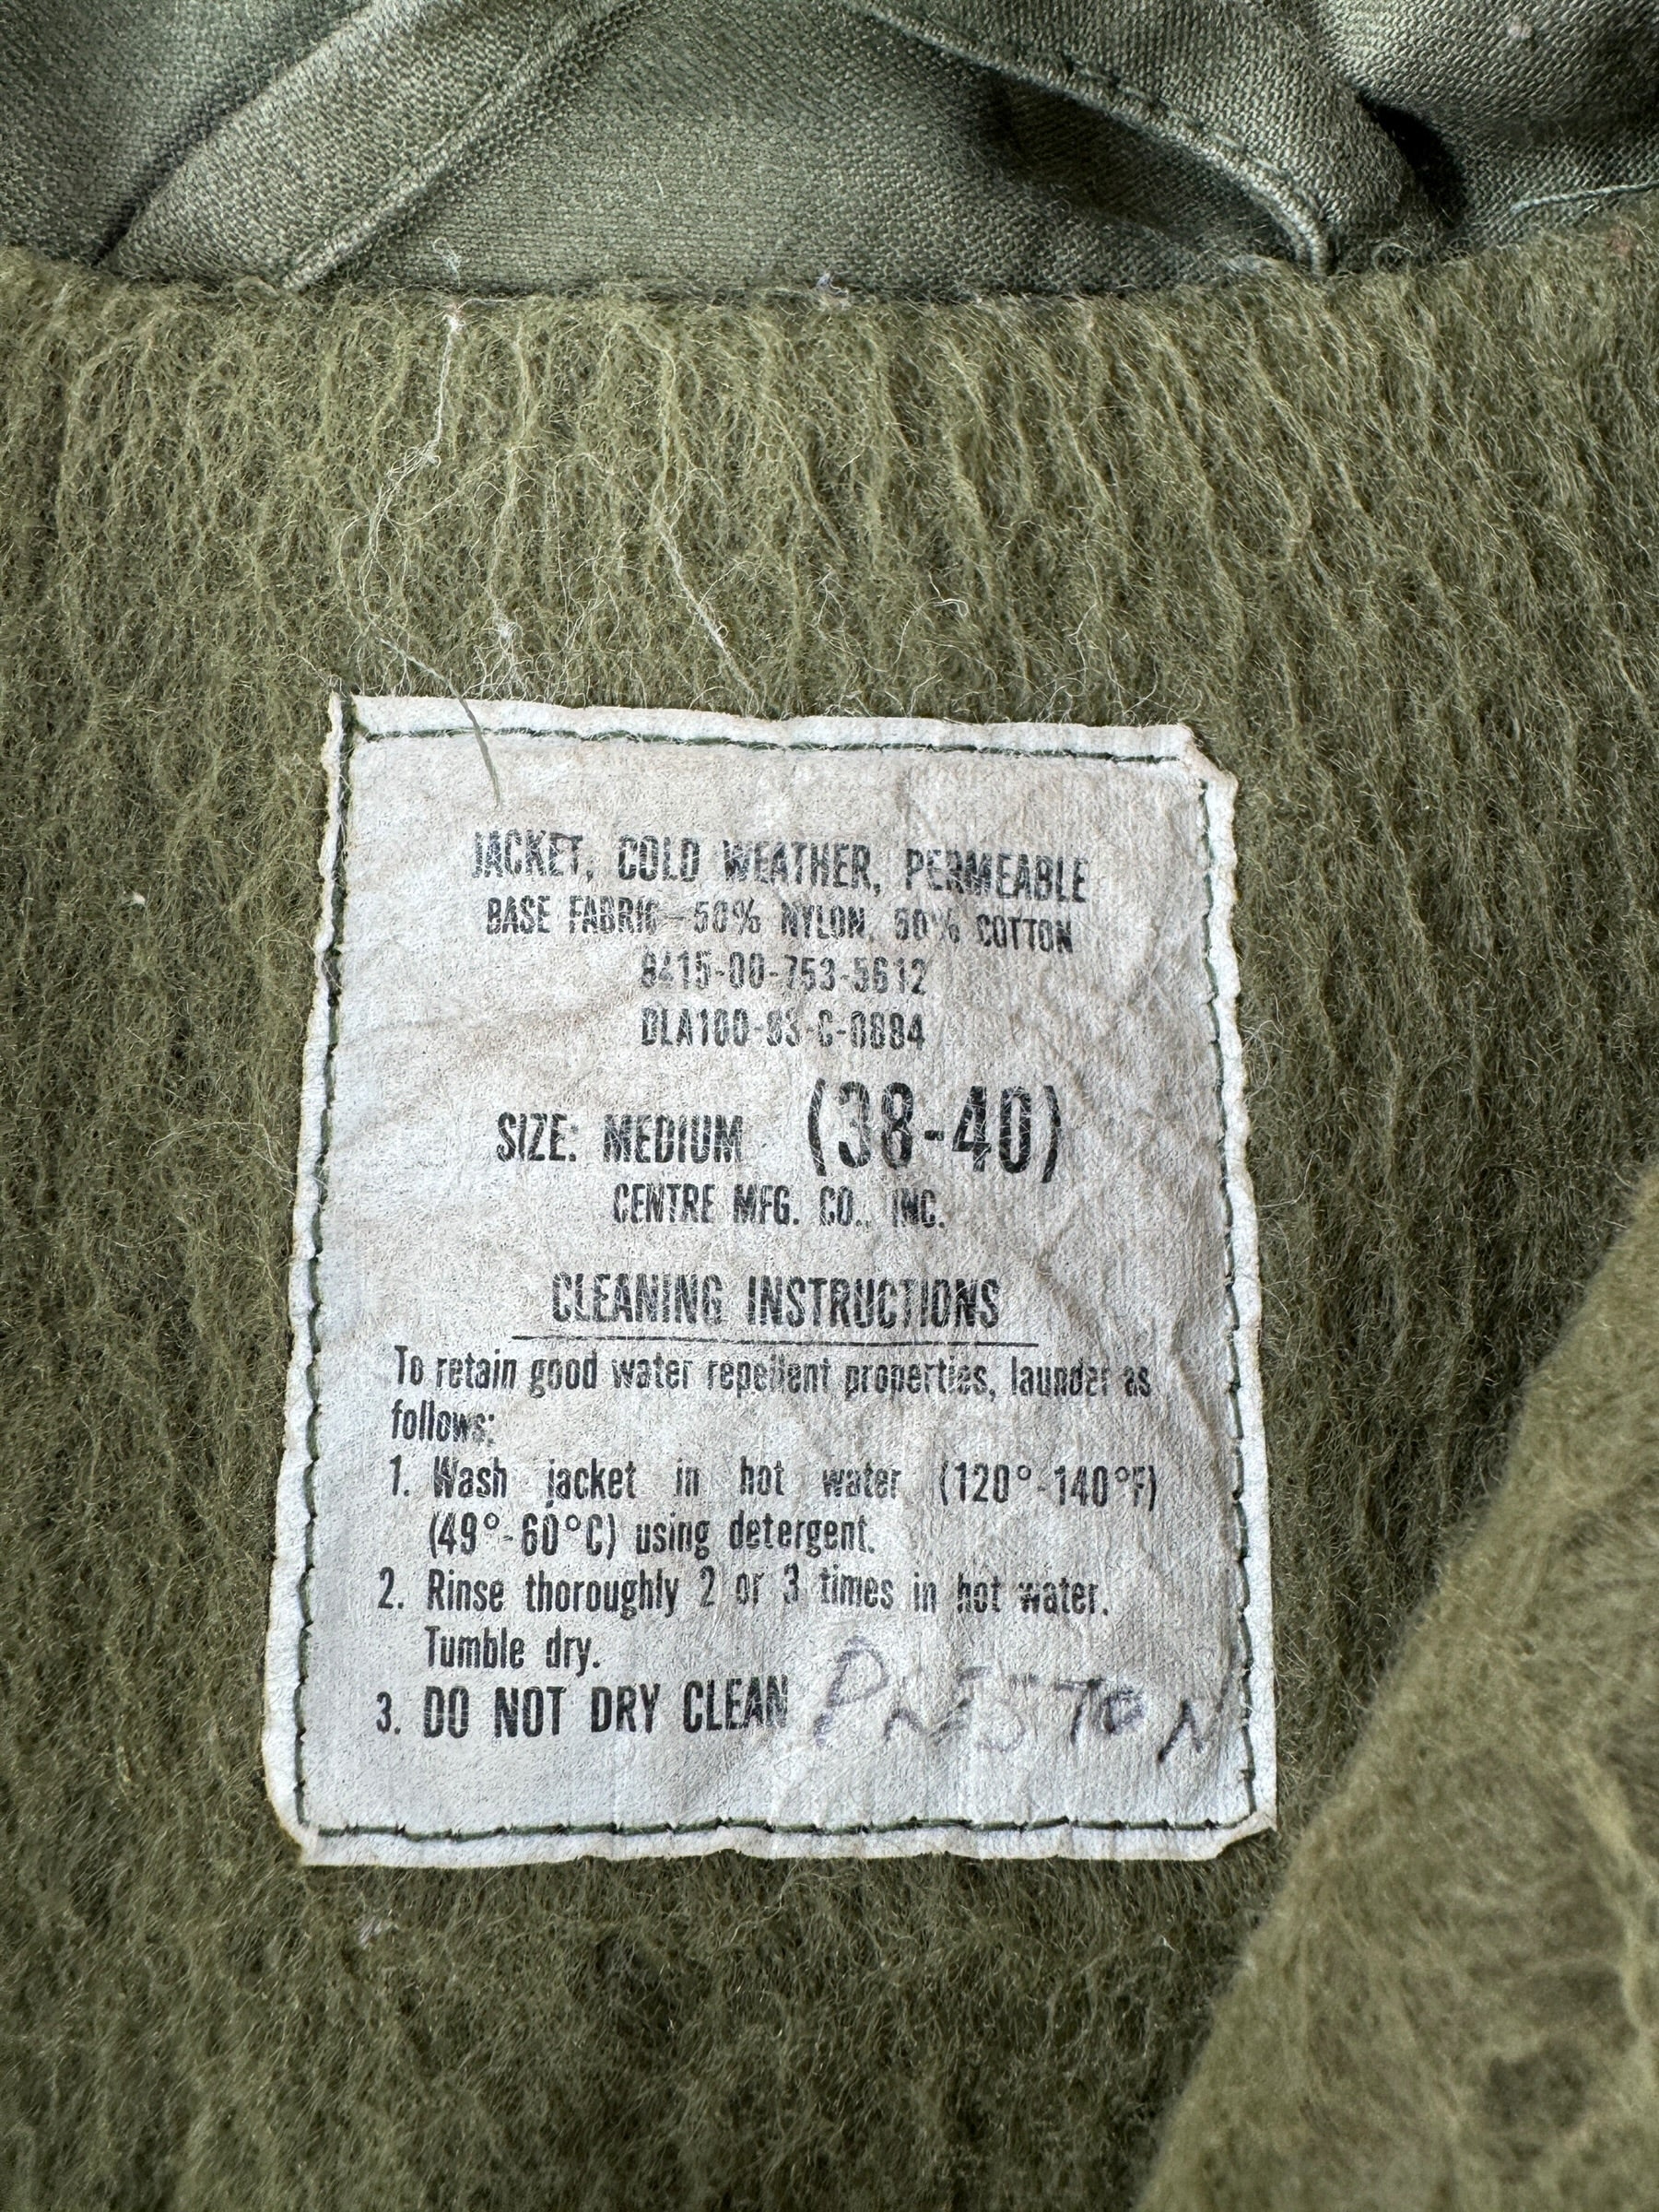 JACKET, COLD WEATHER, PERMEABLE
BASE FABRIC-50% NYLON, 50% COTTON
8415-00-753-5612
DLA100-83-C-0884
SIZE: MEDIUM (38-40)
CENTRE MFG. CO., INC.
CLEANING INSTRUCTIONS
To retain good water repellent properties, launder as
follows:
1. Wash jacket in hot water (120°-140°F)
(49°-60°C) using detergent.
2. Rinse thoroughly 2 or 3 times in hot water.
Tumble dry.
3. DO NOT DRY CLEAN PRESTON